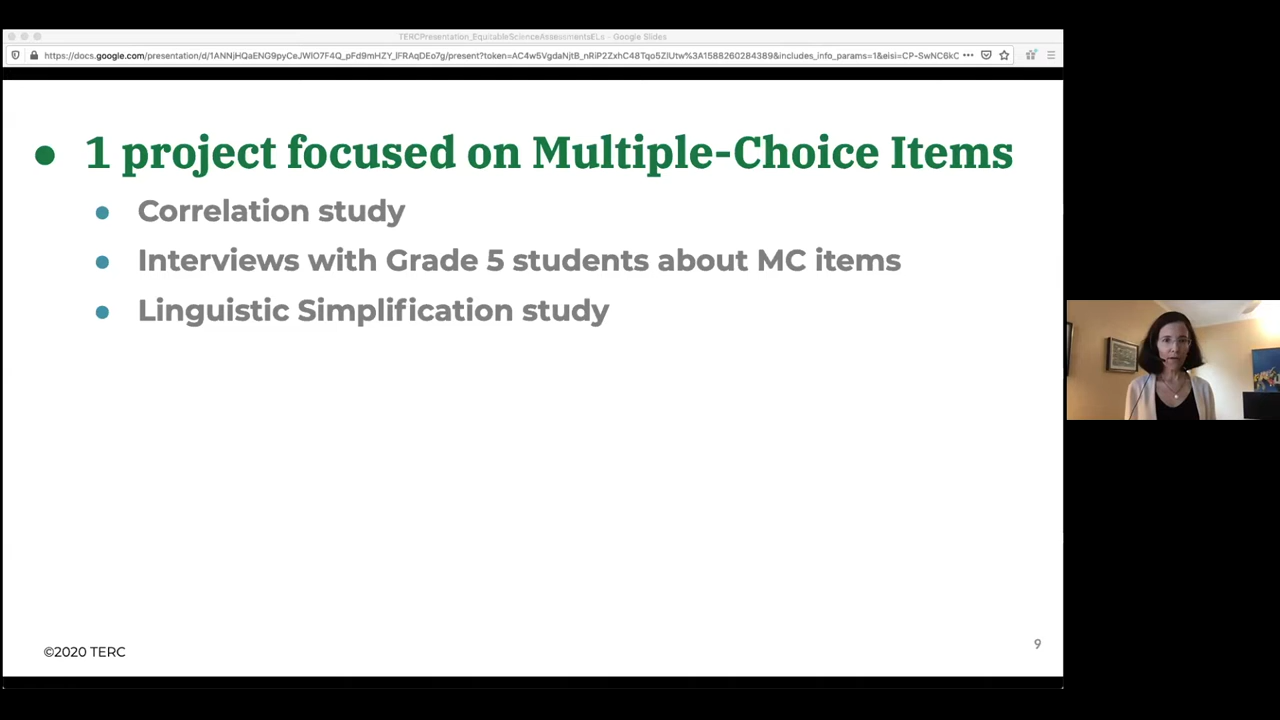 TERCPresentation_EquitableScienceAssessmentsELs - Google Slides
https://docs.google.com/presentation/d/1ANNjHQaENG9pyCeJWlO7F4Q_pFd9mHZY_lFRAqDEo7g/present?token=AC4w5VgdaNjtB_nRiP2ZxhC48Tqo5ZlUtw%3A1588260284389&includes_info_params=1&eisi=CP-SwNC6kC
• 1 project focused on Multiple-Choice Items
• Correlation study
• Interviews with Grade 5 students about MC items
• Linguistic Simplification study
©2020 TERC
9